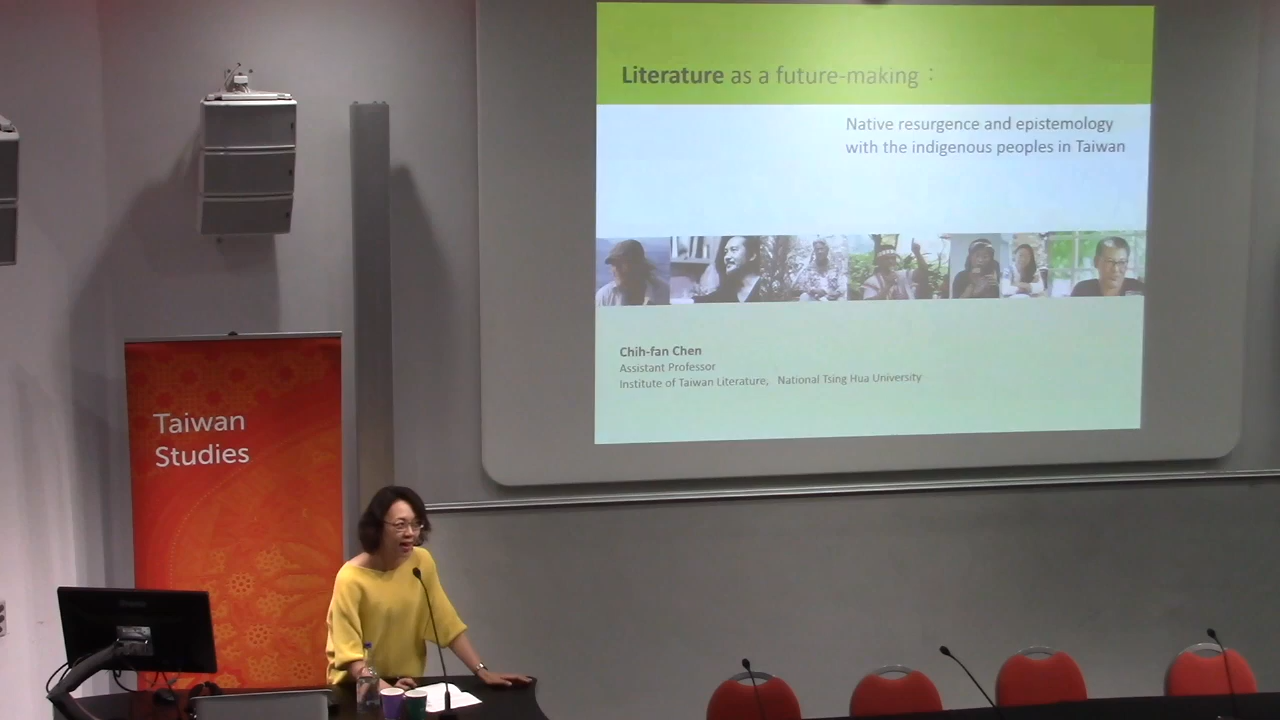 Literature as a future-making：
Native resurgence and epistemology
with the indigenous peoples in Taiwan
Chih-fan Chen
Assistant Professor
Institute of Taiwan Literature, National Tsing Hua University
Taiwan
Studies